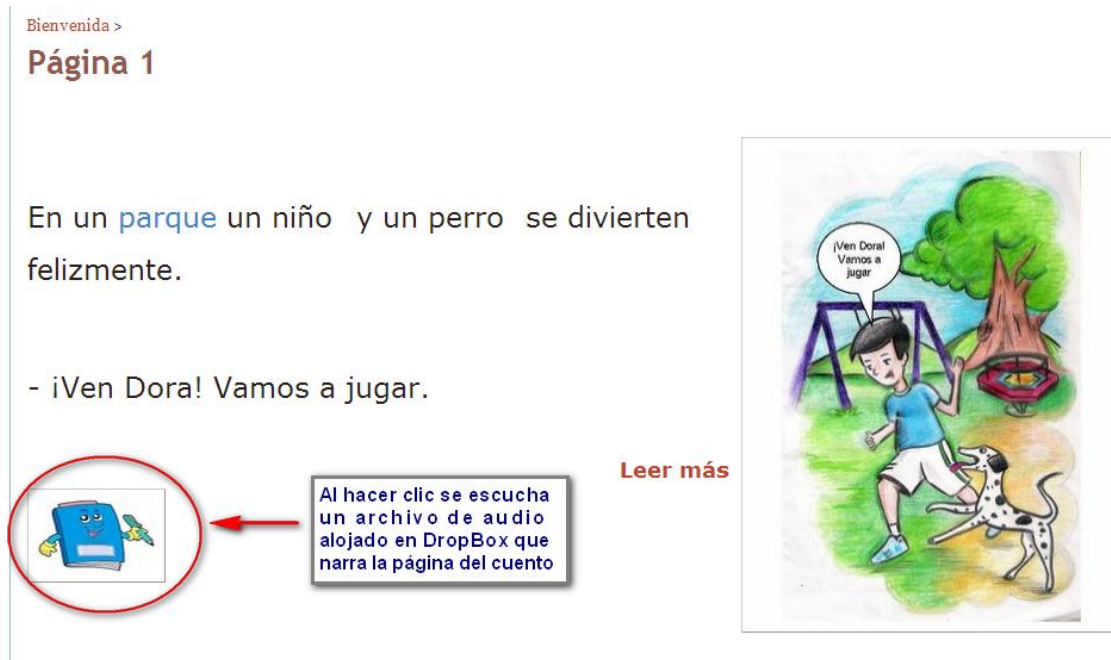 Bienvenida >
Página 1
En un parque un niño y un perro se divierten
felizmente.
- ¡Ven Dora! Vamos a jugar.
Leer más
Al hacer clic se escucha
un archivo de audio
alojado en DropBox que
narra la página del cuento
¡Ven Dora!
Vamos a
jugar